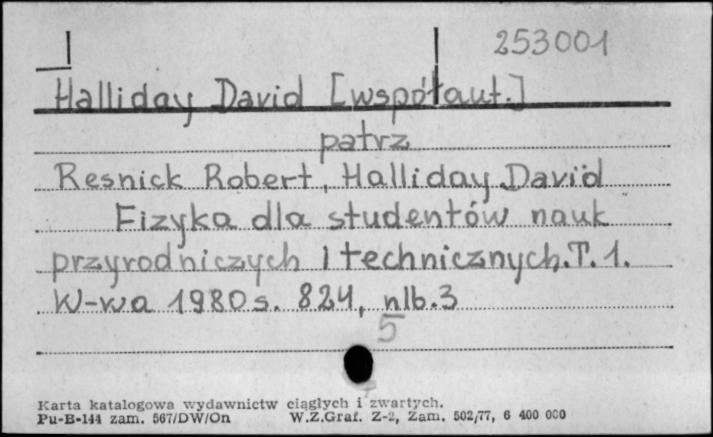 253001
Halliday David [współaut.]
patrz
Resnick Robert, Halliday David
Fizyka dla studentów nauk
przyrodniczych i technicznych. T. 1.
W-wa 1980 s. 824, nlb. 3
5
Karta katalogowa wydawnictw ciągłych i zwartych.
Pu-B-144 zam. 567/DW/On W.Z.Graf. Z-2, Zam. 502/77, 6 400 000